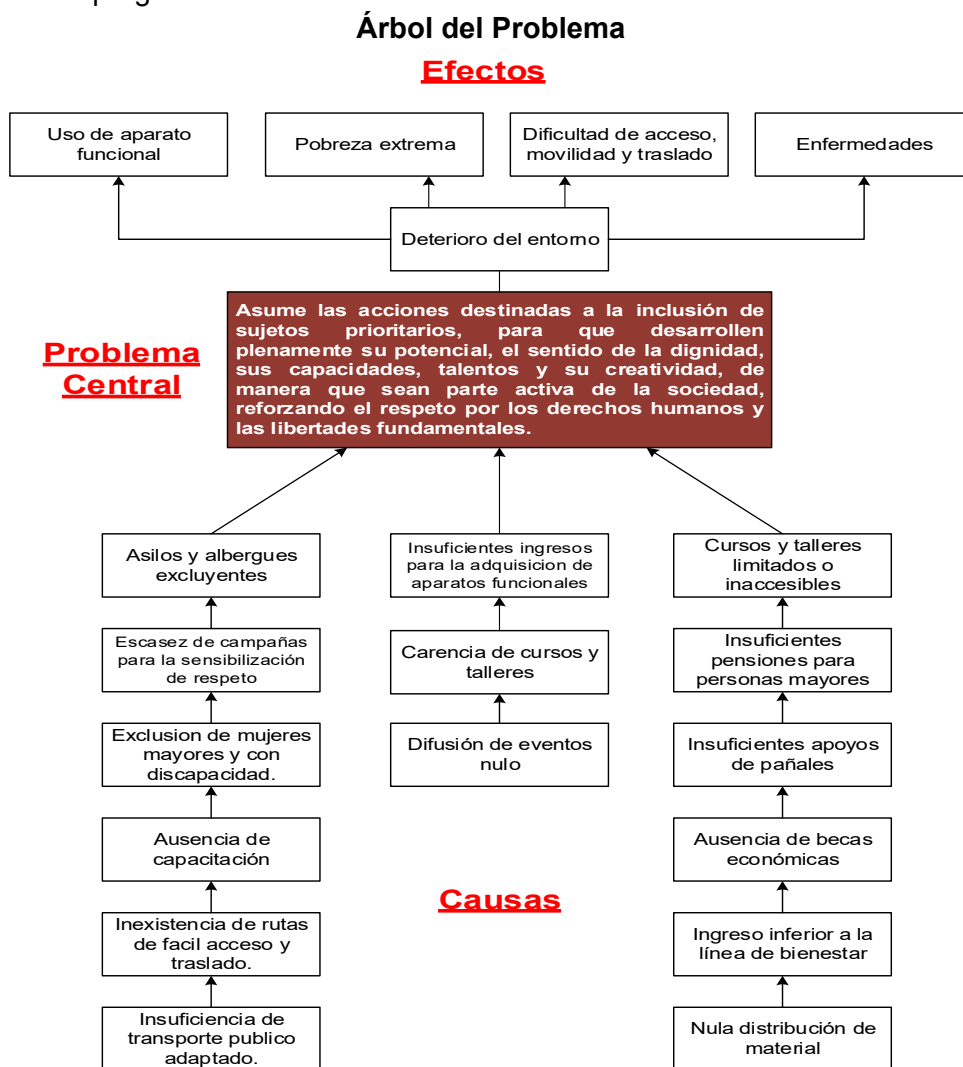 Árbol del Problema
Efectos
Uso de aparato
funcional
Pobreza extrema
Dificultad de acceso,
movilidad y traslado
Enfermedades
Deterioro del entorno
Problema
Central
Asume las acciones destinadas a la inclusión de
sujetos prioritarios, para que desarrollen
plenamente su potencial, el sentido de la dignidad,
sus capacidades, talentos y su creatividad, de
manera que sean parte activa de la sociedad,
reforzando el respeto por los derechos humanos y
las libertades fundamentales.
Asilos y albergues
excluyentes
Insuficientes ingresos
para la adquisicion de
aparatos funcionales
Cursos y talleres
limitados o
inaccesibles
Escasez de campañas
para la sensibilización
de respeto
Carencia de cursos y
talleres
Insuficientes
pensiones para
personas mayores
Exclusion de mujeres
mayores y con
discapacidad.
Difusión de eventos
nulo
Insuficientes apoyos
de pañales
Ausencia de
capacitación
Ausencia de becas
económicas
Causas
Inexistencia de rutas
de facil acceso y
traslado.
Ingreso inferior a la
línea de bienestar
Insuficiencia de
transporte publico
adaptado.
Nula distribución de
material